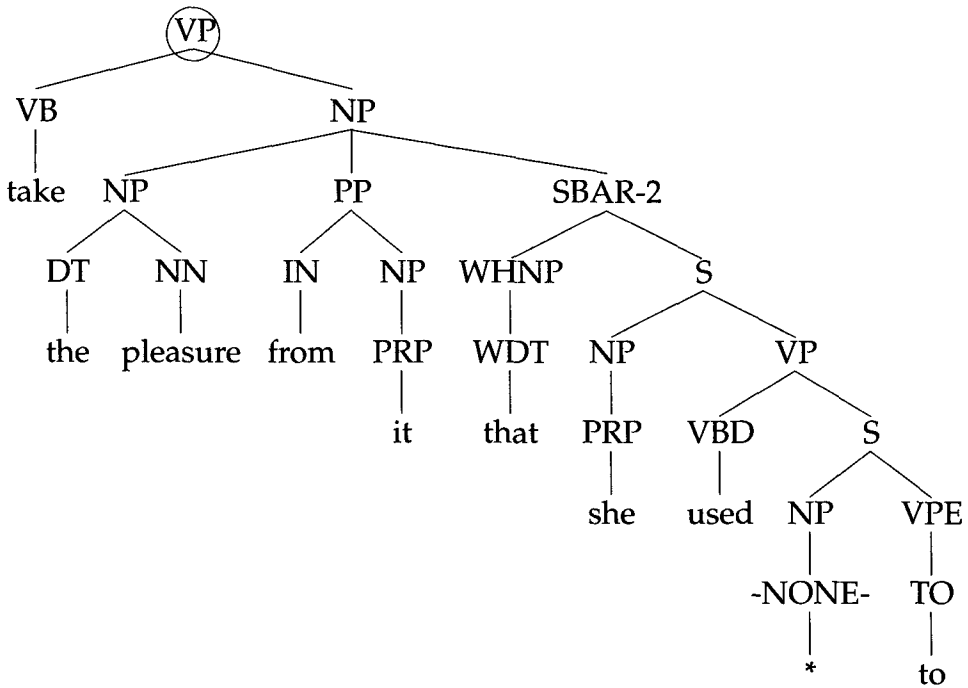 VP
VB NP
take NP PP SBAR-2
DT NN IN NP WHNP S
the pleasure from PRP WDT NP VP
it that PRP VBD S
she used NP VPE
-NONE- TO
* to